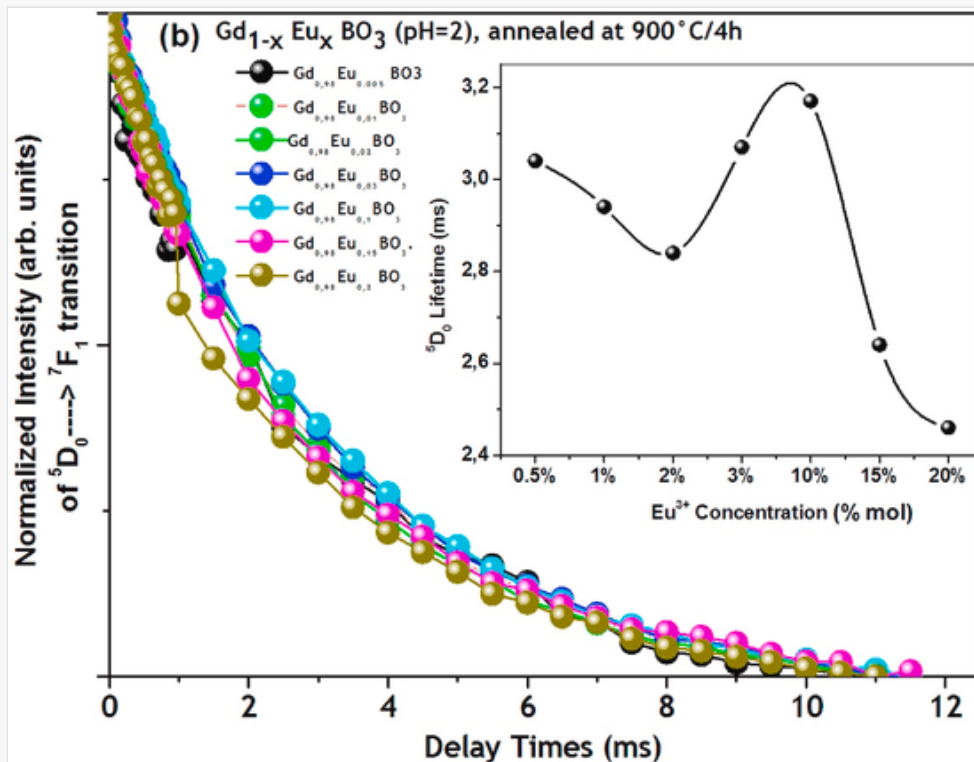 (b) Gd1-x Eux BO3 (pH=2), annealed at 900°C/4h
Gd0,98Eu0,005BO3
Gd0,98Eu0,01BO3
Gd0,98Eu0,02BO3
Gd0,98Eu0,03BO3
Gd0,98Eu0,1BO3
Gd0,98Eu0,15BO3.
Gd0,98Eu0,2BO3
3,2
3,0
2,8
2,6
2,4
⁵D₀ Lifetime (ms)
0.5% 1% 2% 3% 10% 15% 20%
Eu³⁺ Concentration (% mol)
Normalized Intensity (arb. units)
of ⁵D₀----> ⁷F₁ transition
0 2 4 6 8 10 12
Delay Times (ms)